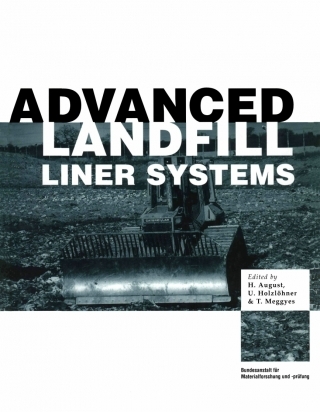 ADVANCED
LANDFILL
LINER SYSTEMS
Edited by
H. August,
U. Holzlöhner
& T. Meggyes
Bundesanstalt für
Materialforschung und -prüfung